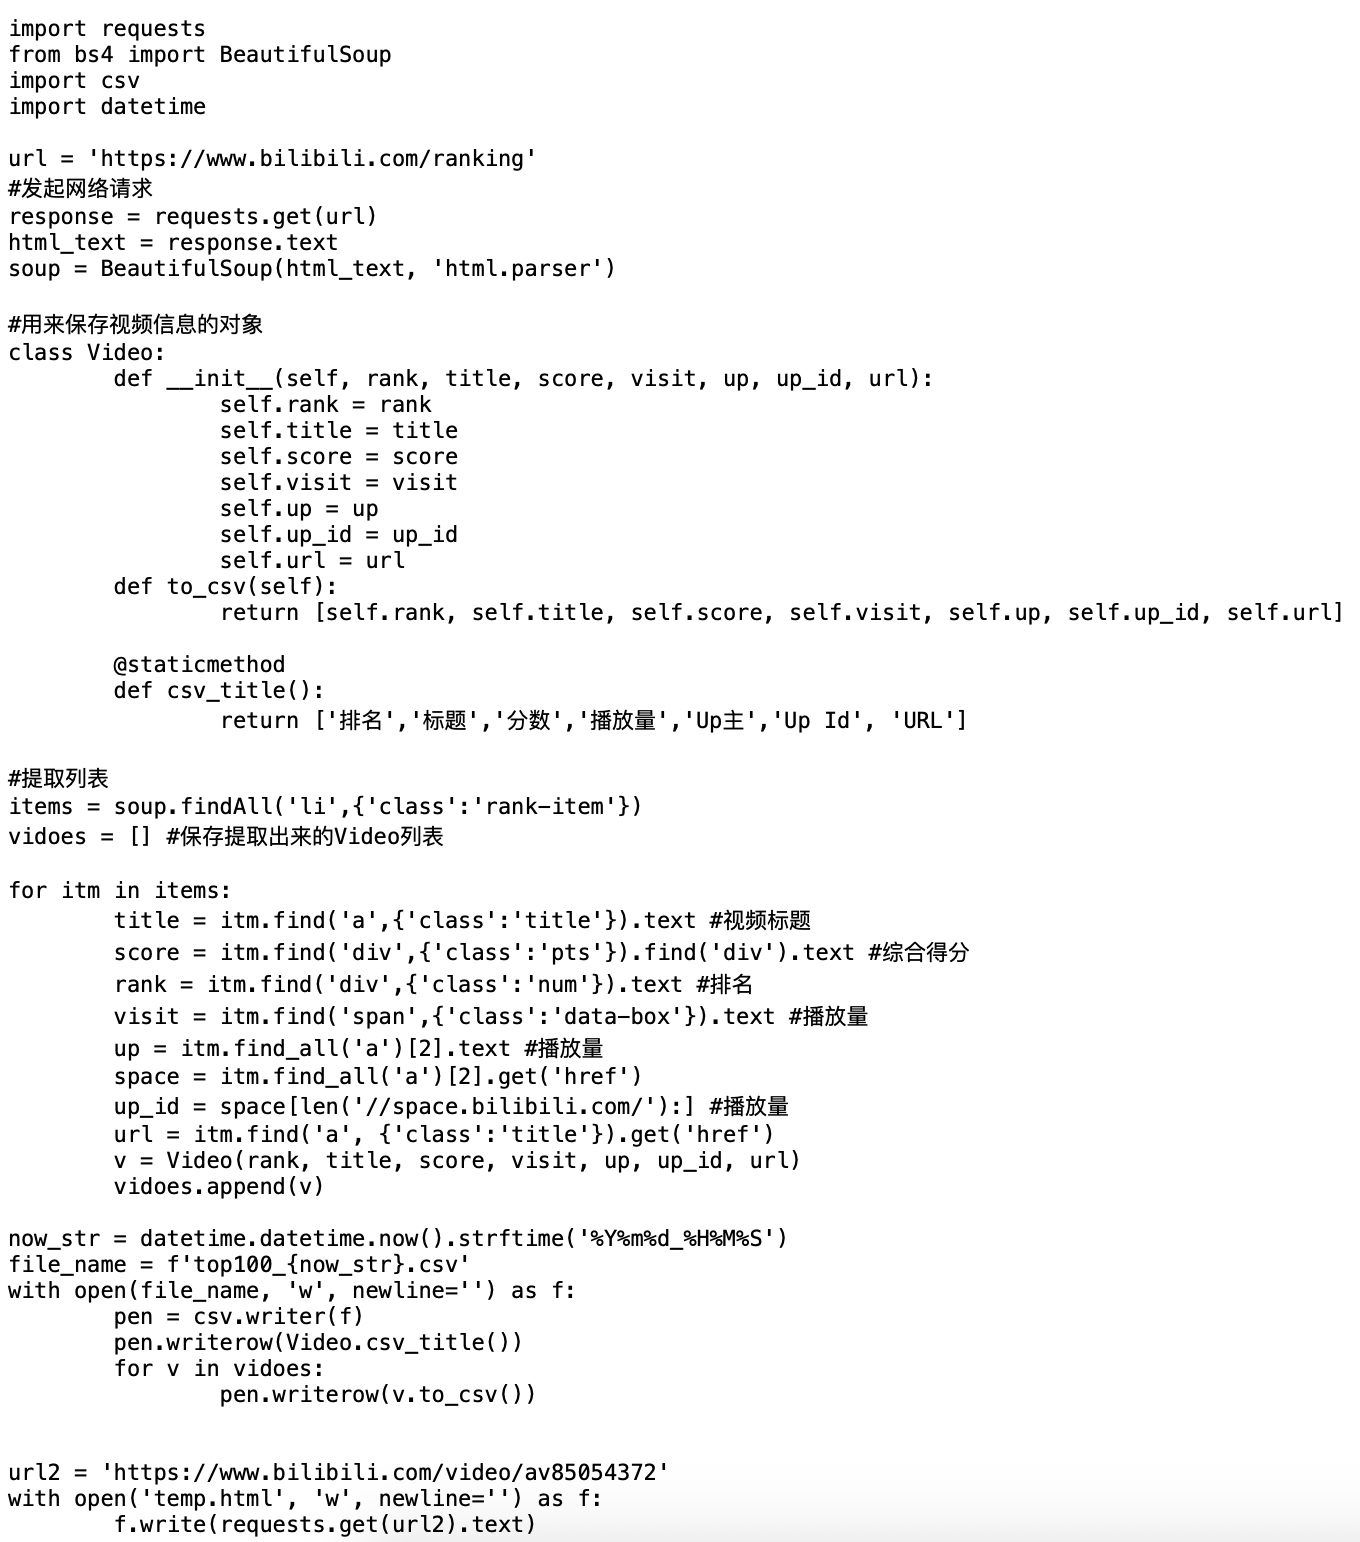 import requests
from bs4 import BeautifulSoup
import csv
import datetime

url = 'https://www.bilibili.com/ranking'
#发起网络请求
response = requests.get(url)
html_text = response.text
soup = BeautifulSoup(html_text, 'html.parser')

#用来保存视频信息的对象
class Video:
        def __init__(self, rank, title, score, visit, up, up_id, url):
                self.rank = rank
                self.title = title
                self.score = score
                self.visit = visit
                self.up = up
                self.up_id = up_id
                self.url = url
        def to_csv(self):
                return [self.rank, self.title, self.score, self.visit, self.up, self.up_id, self.url]

        @staticmethod
        def csv_title():
                return ['排名','标题','分数','播放量','Up主','Up Id', 'URL']

#提取列表
items = soup.findAll('li',{'class':'rank-item'})
vidoes = [] #保存提取出来的Video列表

for itm in items:
        title = itm.find('a',{'class':'title'}).text #视频标题
        score = itm.find('div',{'class':'pts'}).find('div').text #综合得分
        rank = itm.find('div',{'class':'num'}).text #排名
        visit = itm.find('span',{'class':'data-box'}).text #播放量
        up = itm.find_all('a')[2].text #播放量
        space = itm.find_all('a')[2].get('href')
        up_id = space[len('//space.bilibili.com/'):] #播放量
        url = itm.find('a', {'class':'title'}).get('href')
        v = Video(rank, title, score, visit, up, up_id, url)
        vidoes.append(v)

now_str = datetime.datetime.now().strftime('%Y%m%d_%H%M%S')
file_name = f'top100_{now_str}.csv'
with open(file_name, 'w', newline='') as f:
        pen = csv.writer(f)
        pen.writerow(Video.csv_title())
        for v in vidoes:
                pen.writerow(v.to_csv())


url2 = 'https://www.bilibili.com/video/av85054372'
with open('temp.html', 'w', newline='') as f:
        f.write(requests.get(url2).text)